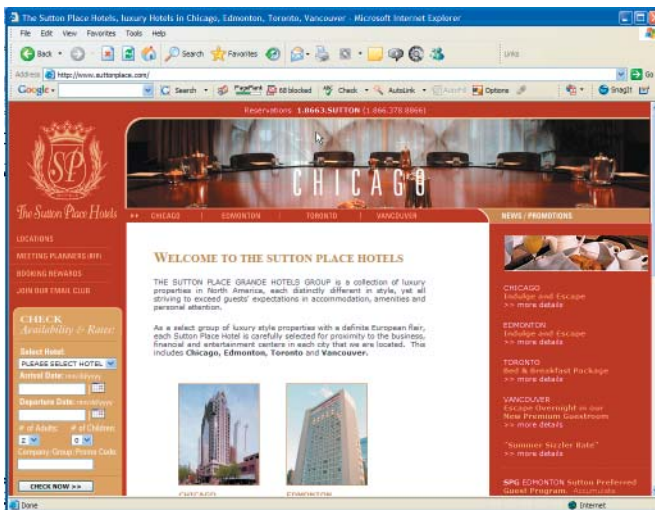 The Sutton Place Hotels, luxury Hotels in Chicago, Edmonton, Toronto, Vancouver - Microsoft Internet Explorer
File Edit View Favorites Tools Help
Back Search Favorites
Links
Address http://www.suttonplace.com/ Go
Google Search PageRank 68 blocked Check AutoLink AutoFill Options SnagIt
Reservations 1.8663.SUTTON (1.866.378.8866)
SP
The Sutton Place Hotels
CHICAGO
CHICAGO | EDMONTON | TORONTO | VANCOUVER
NEWS / PROMOTIONS
LOCATIONS
MEETING PLANNERS (RFP)
BOOKING REWARDS
JOIN OUR EMAIL CLUB
CHECK
Availability & Rates:
Select Hotel:
PLEASE SELECT HOTEL
Arrival Date: mm/dd/yyyy
Departure Date: mm/dd/yyyy
# of Adults: # of Children:
2 0
Company/Group/Promo Code:
CHECK NOW >>
WELCOME TO THE SUTTON PLACE HOTELS
THE SUTTON PLACE GRANDE HOTELS GROUP is a collection of luxury
properties in North America, each distinctly different in style, yet all
striving to exceed guests' expectations in accommodation, amenities and
personal attention.
As a select group of luxury style properties with a definite European flair,
each Sutton Place Hotel is carefully selected for proximity to the business,
financial and entertainment centers in each city that we are located. This
includes Chicago, Edmonton, Toronto and Vancouver.
CHICAGO EDMONTON
CHICAGO
Indulge and Escape
>> more details
EDMONTON
Indulge and Escape
>> more details
TORONTO
Bed & Breakfast Package
>> more details
VANCOUVER
Escape Overnight in our
New Premium Guestroom
>> more details
"Summer Sizzler Rate"
>> more details
SPG EDMONTON Sutton Preferred
Guest Program. Accumulate
Done Internet